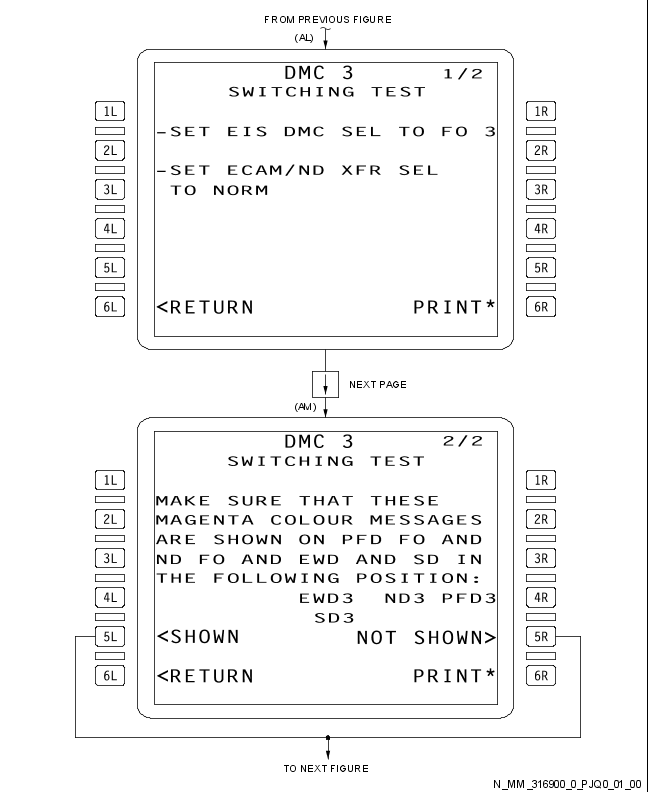 FROM PREVIOUS FIGURE
(AL)
DMC 3 1/2
SWITCHING TEST
1L 1R
-SET EIS DMC SEL TO FO 3
2L 2R
-SET ECAM/ND XFR SEL
3L TO NORM 3R
4L 4R
5L 5R
6L <RETURN PRINT* 6R
NEXT PAGE
(AM)
DMC 3 2/2
SWITCHING TEST
1L 1R
MAKE SURE THAT THESE
2L MAGENTA COLOUR MESSAGES 2R
ARE SHOWN ON PFD FO AND
3L ND FO AND EWD AND SD IN 3R
THE FOLLOWING POSITION:
4L EWD3 ND3 PFD3 4R
SD3
5L <SHOWN NOT SHOWN> 5R
6L <RETURN PRINT* 6R
TO NEXT FIGURE
N_MM_316900_0_PJQ0_01_00